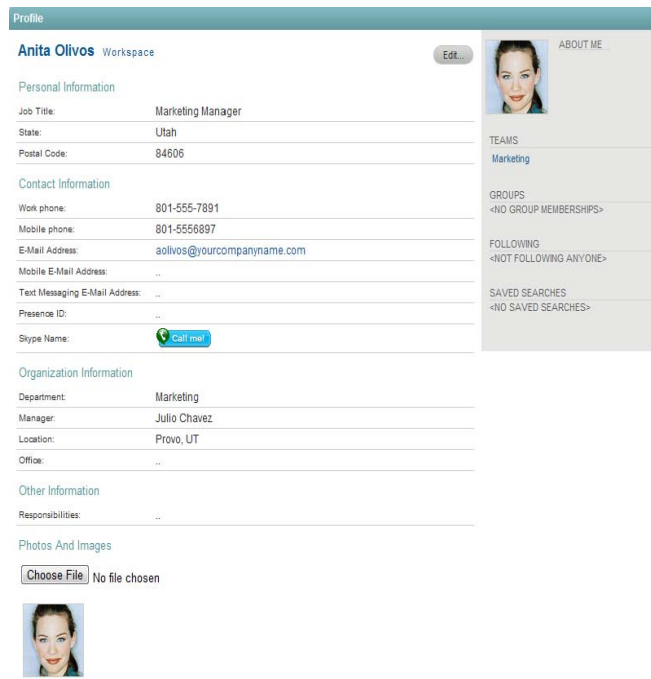 Profile
Anita Olivos Workspace
Edit...
Personal Information
Job Title: Marketing Manager
State: Utah
Postal Code: 84606
Contact Information
Work phone: 801-555-7891
Mobile phone: 801-5556897
E-Mail Address: aolivos@yourcompanyname.com
Mobile E-Mail Address: ..
Text Messaging E-Mail Address: ..
Presence ID: ..
Skype Name: Call me!
Organization Information
Department: Marketing
Manager: Julio Chavez
Location: Provo, UT
Office: ..
Other Information
Responsibilities: ..
Photos And Images
Choose File No file chosen
ABOUT ME
TEAMS
Marketing
GROUPS
<NO GROUP MEMBERSHIPS>
FOLLOWING
<NOT FOLLOWING ANYONE>
SAVED SEARCHES
<NO SAVED SEARCHES>